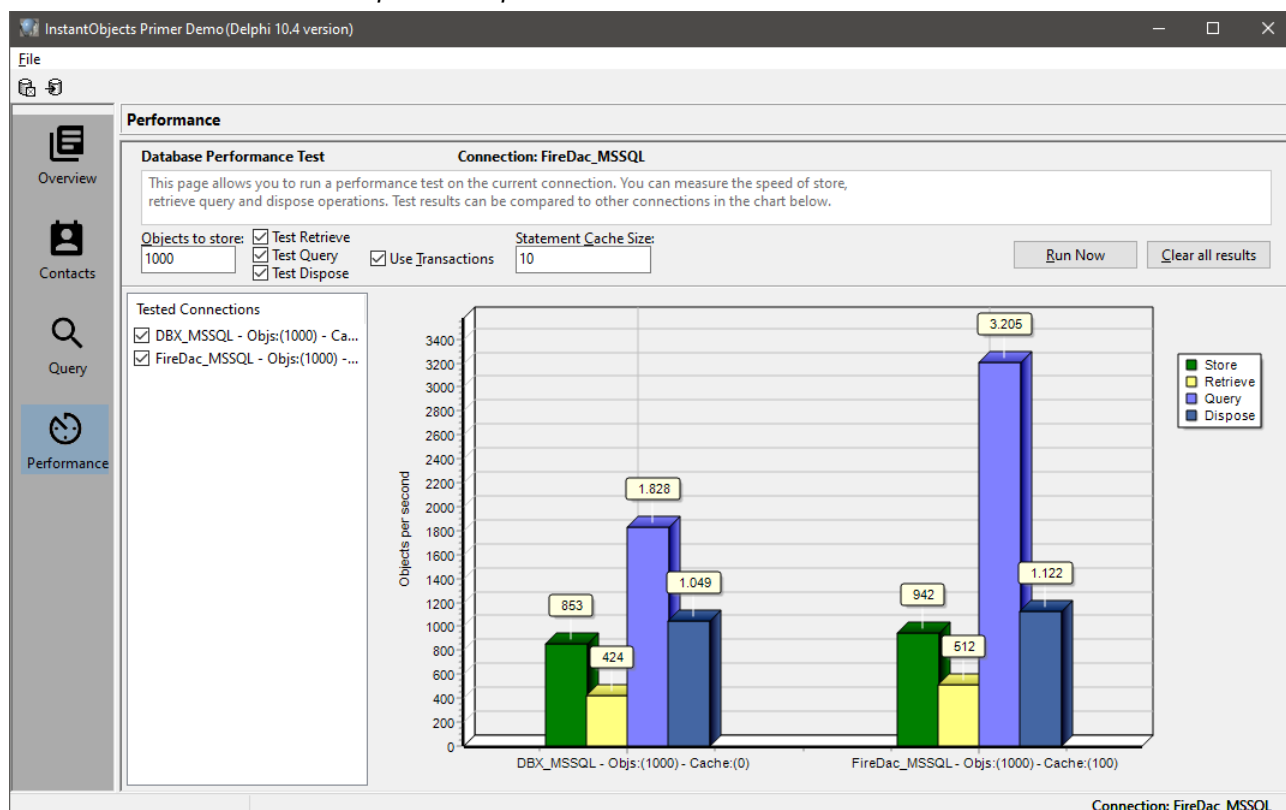 InstantObjects Primer Demo(Delphi 10.4 version)
File
Performance
Database Performance Test
Connection: FireDac_MSSQL
This page allows you to run a performance test on the current connection. You can measure the speed of store,
retrieve query and dispose operations. Test results can be compared to other connections in the chart below.
Objects to store:
1000
Test Retrieve
Test Query
Test Dispose
Use Transactions
Statement Cache Size:
10
Run Now
Clear all results
Overview
Contacts
Query
Performance
Tested Connections
DBX_MSSQL - Objs:(1000) - Ca...
FireDac_MSSQL - Objs:(1000) -...
Objects per second
3400
3200
3000
2800
2600
2400
2200
2000
1800
1600
1400
1200
1000
800
600
400
200
0
853
424
1.828
1.049
942
512
3.205
1.122
DBX_MSSQL - Objs:(1000) - Cache:(0)
FireDac_MSSQL - Objs:(1000) - Cache:(100)
Store
Retrieve
Query
Dispose
Connection: FireDac_MSSQL